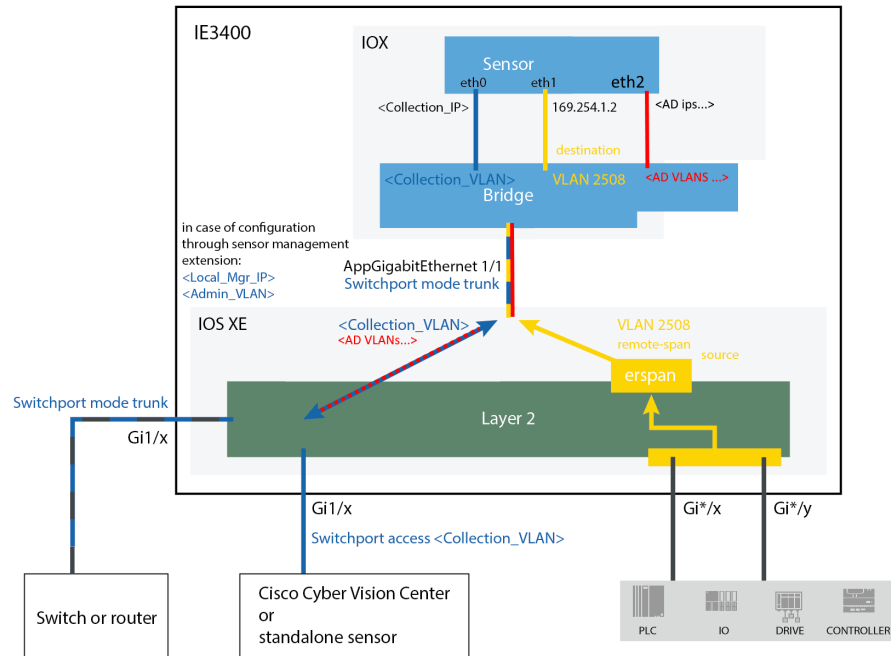 IE3400
IOX
Sensor
eth0
eth1
eth2
<Collection_IP>
169.254.1.2
<AD ips...>
destination
<Collection_VLAN>
VLAN 2508
<AD VLANS ...>
Bridge
in case of configuration
through sensor management
extension:
<Local_Mgr_IP>
<Admin_VLAN>
AppGigabitEthernet 1/1
Switchport mode trunk
IOS XE
<Collection_VLAN>
<AD VLANs...>
VLAN 2508
remote-span
source
erspan
Switchport mode trunk
Layer 2
Gi1/x
Gi1/x
Gi*/x
Gi*/y
Switchport access <Collection_VLAN>
Switch or router
Cisco Cyber Vision Center
or
standalone sensor
PLC
IO
DRIVE
CONTROLLER